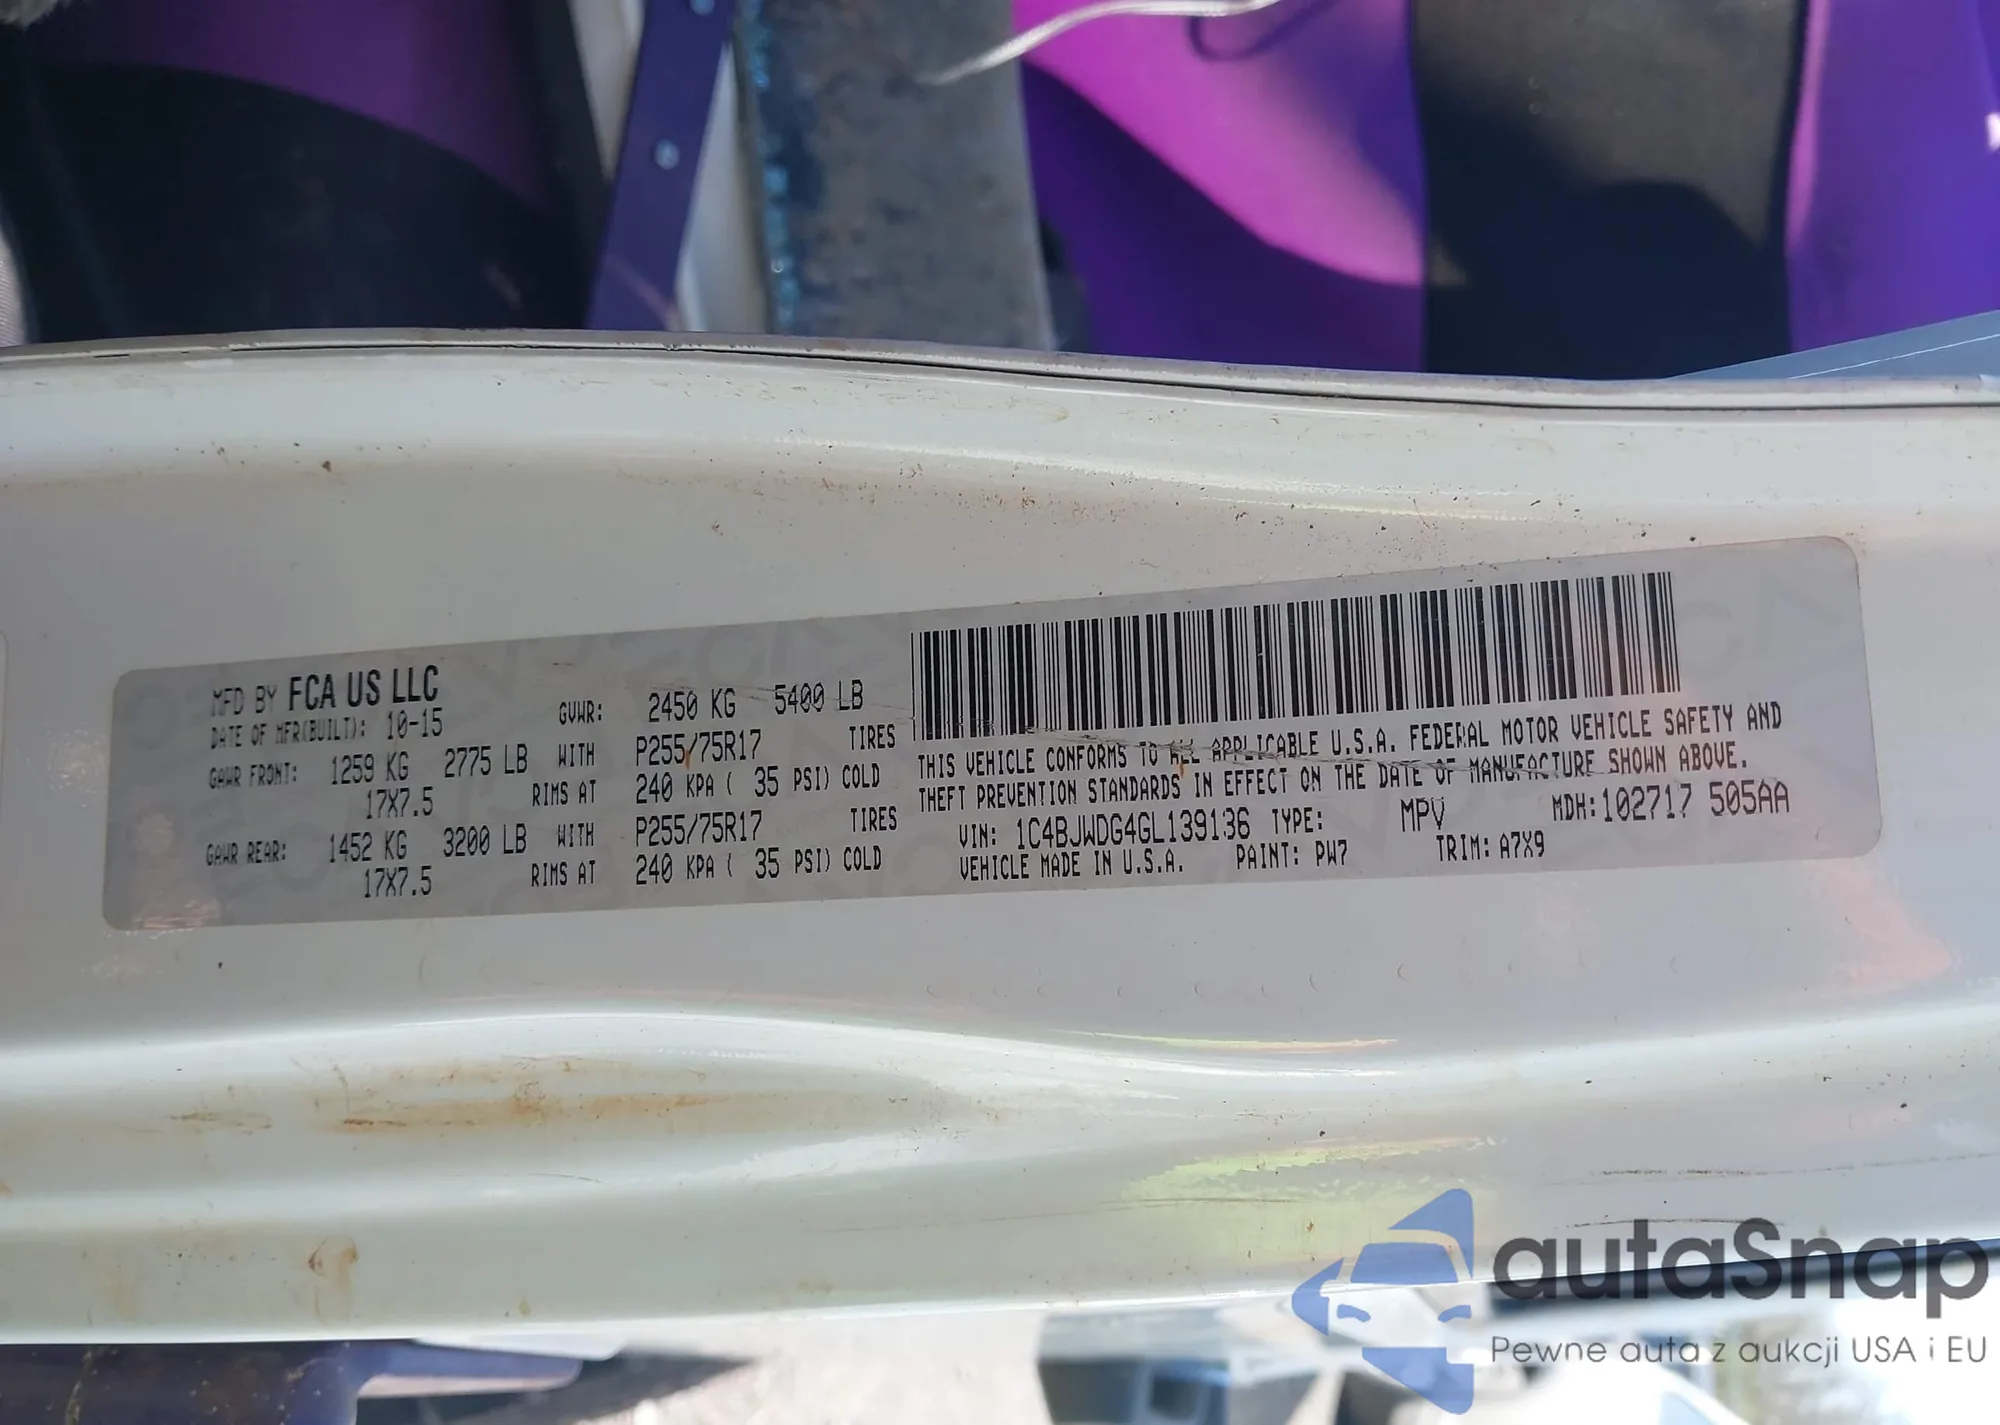 MFD BY FCA US LLC
DATE OF MFR(BUILT): 10-15
GVWR: 2450 KG 5400 LB
GAWR FRONT: 1259 KG 2775 LB WITH P255/75R17 TIRES
17X7.5 RIMS AT 240 KPA ( 35 PSI) COLD
GAWR REAR: 1452 KG 3200 LB WITH P255/75R17 TIRES
17X7.5 RIMS AT 240 KPA ( 35 PSI) COLD
THIS VEHICLE CONFORMS TO ALL APPLICABLE U.S.A. FEDERAL MOTOR VEHICLE SAFETY AND
THEFT PREVENTION STANDARDS IN EFFECT ON THE DATE OF MANUFACTURE SHOWN ABOVE.
VIN: 1C4BJWDG4GL139136 TYPE: MPV MDH:102717 505AA
VEHICLE MADE IN U.S.A. PAINT: PW7 TRIM: A7X9
autaSnap
Pewne auta z aukcji USA i EU